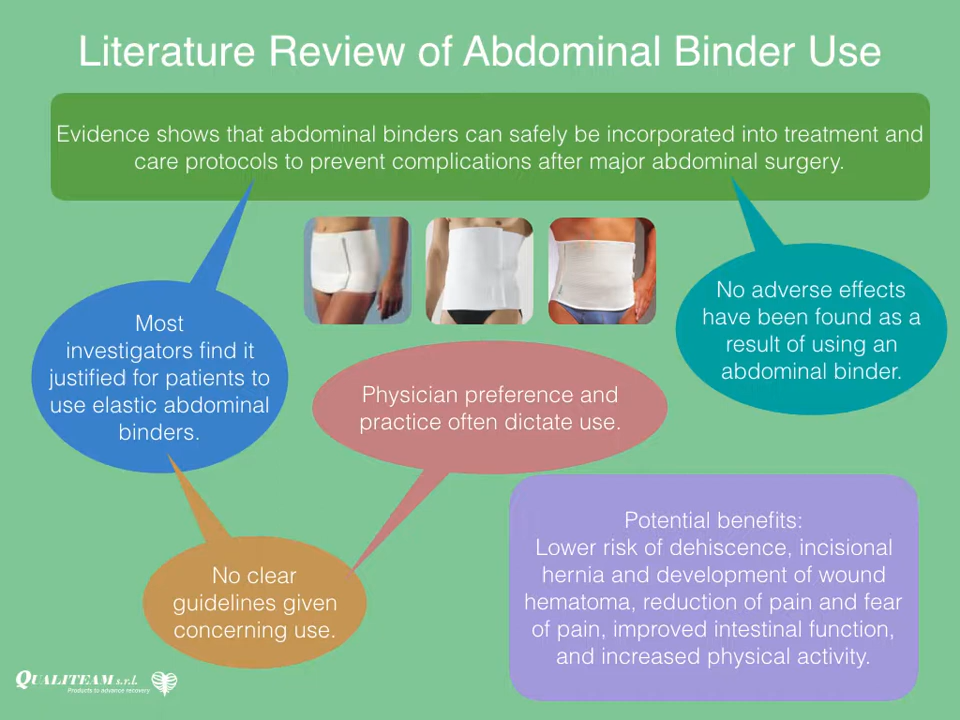 Literature Review of Abdominal Binder Use
Evidence shows that abdominal binders can safely be incorporated into treatment and
care protocols to prevent complications after major abdominal surgery.
Most
investigators find it
justified for patients to
use elastic abdominal
binders.
No adverse effects
have been found as a
result of using an
abdominal binder.
Physician preference and
practice often dictate use.
No clear
guidelines given
concerning use.
Potential benefits:
Lower risk of dehiscence, incisional
hernia and development of wound
hematoma, reduction of pain and fear
of pain, improved intestinal function,
and increased physical activity.
QUALITEAM s.r.l.
Products to advance recovery